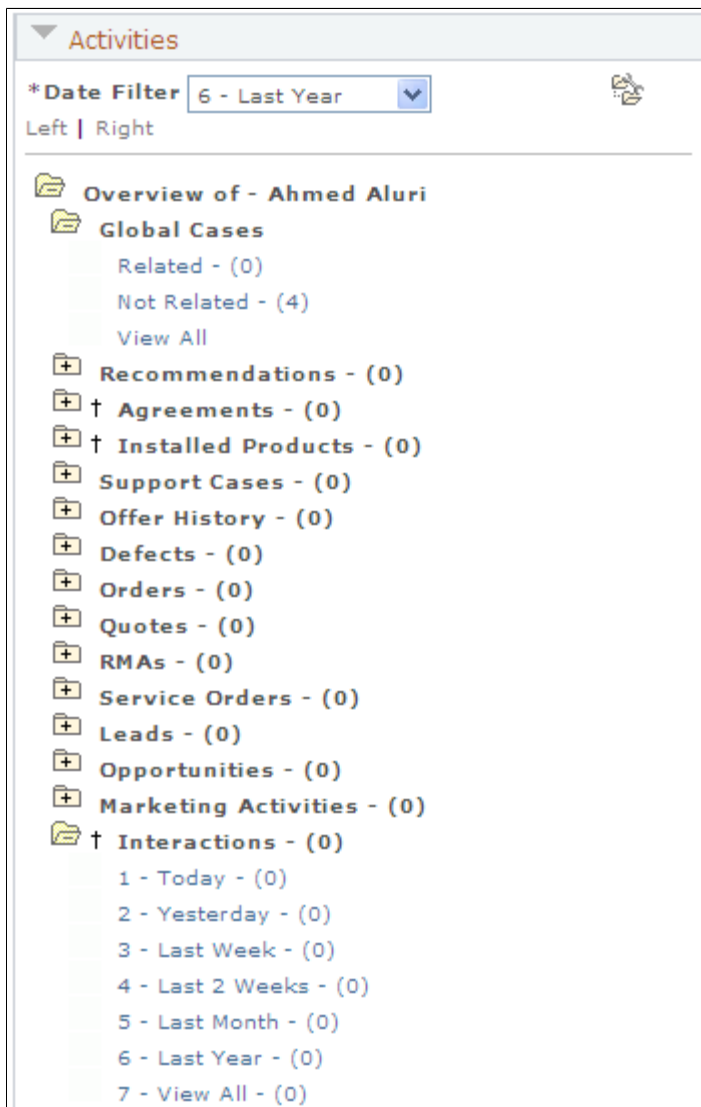 Activities
*Date Filter 6 - Last Year
Left | Right
Overview of - Ahmed Aluri
Global Cases
Related - (0)
Not Related - (4)
View All
Recommendations - (0)
† Agreements - (0)
† Installed Products - (0)
Support Cases - (0)
Offer History - (0)
Defects - (0)
Orders - (0)
Quotes - (0)
RMAs - (0)
Service Orders - (0)
Leads - (0)
Opportunities - (0)
Marketing Activities - (0)
† Interactions - (0)
1 - Today - (0)
2 - Yesterday - (0)
3 - Last Week - (0)
4 - Last 2 Weeks - (0)
5 - Last Month - (0)
6 - Last Year - (0)
7 - View All - (0)